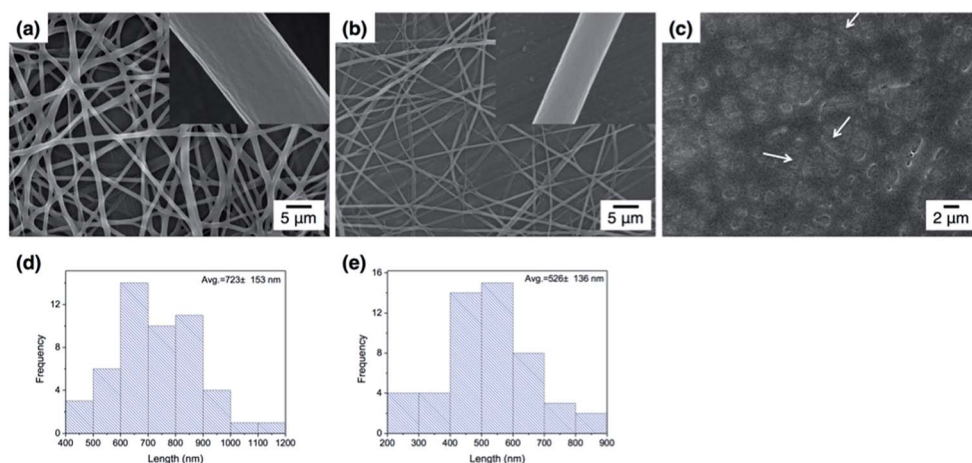 (a)
5 µm
(b)
5 µm
(c)
2 µm
(d)
Avg.=723± 153 nm
Frequency
12
8
4
0
400 500 600 700 800 900 1000 1100 1200
Length (nm)
(e)
Avg.=526± 136 nm
Frequency
16
12
8
4
0
200 300 400 500 600 700 800 900
Length (nm)